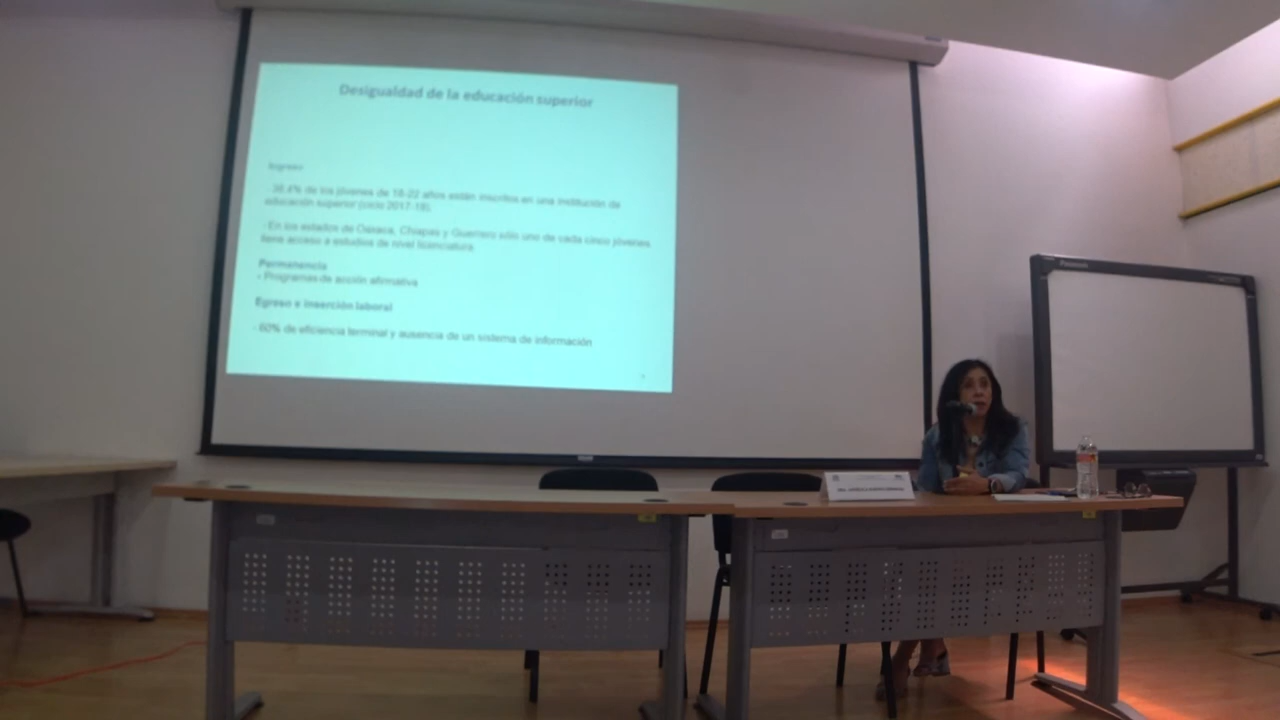 Desigualdad de la educación superior
Ingreso
- 38.4% de los jóvenes de 18-22 años están inscritos en una institución de
educación superior (ciclo 2017-18).
- En los estados de Oaxaca, Chiapas y Guerrero sólo uno de cada cinco jóvenes
tiene acceso a estudios de nivel licenciatura.
Permanencia
- Programas de acción afirmativa
Egreso e inserción laboral
- 60% de eficiencia terminal y ausencia de un sistema de información
Panasonic